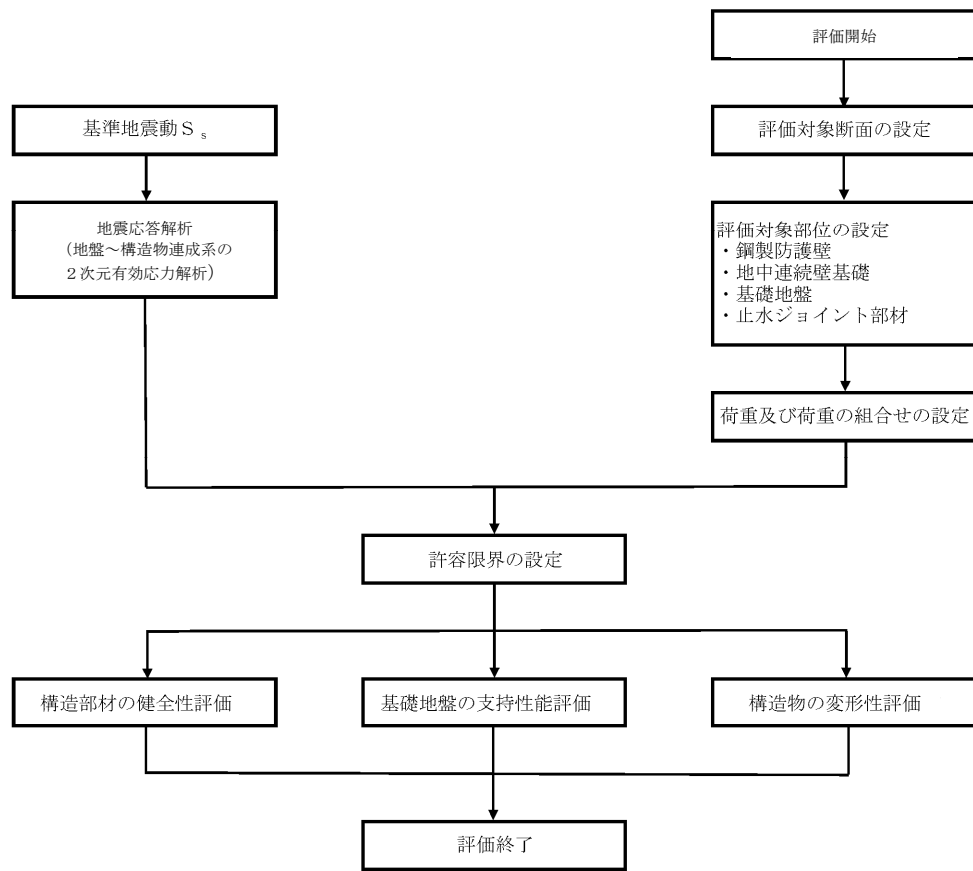 評価開始
基準地震動Ｓｓ
評価対象断面の設定
地震応答解析
（地盤～構造物連成系の
２次元有効応力解析）
評価対象部位の設定
・鋼製防護壁
・地中連続壁基礎
・基礎地盤
・止水ジョイント部材
荷重及び荷重の組合せの設定
許容限界の設定
構造部材の健全性評価
基礎地盤の支持性能評価
構造物の変形性評価
評価終了